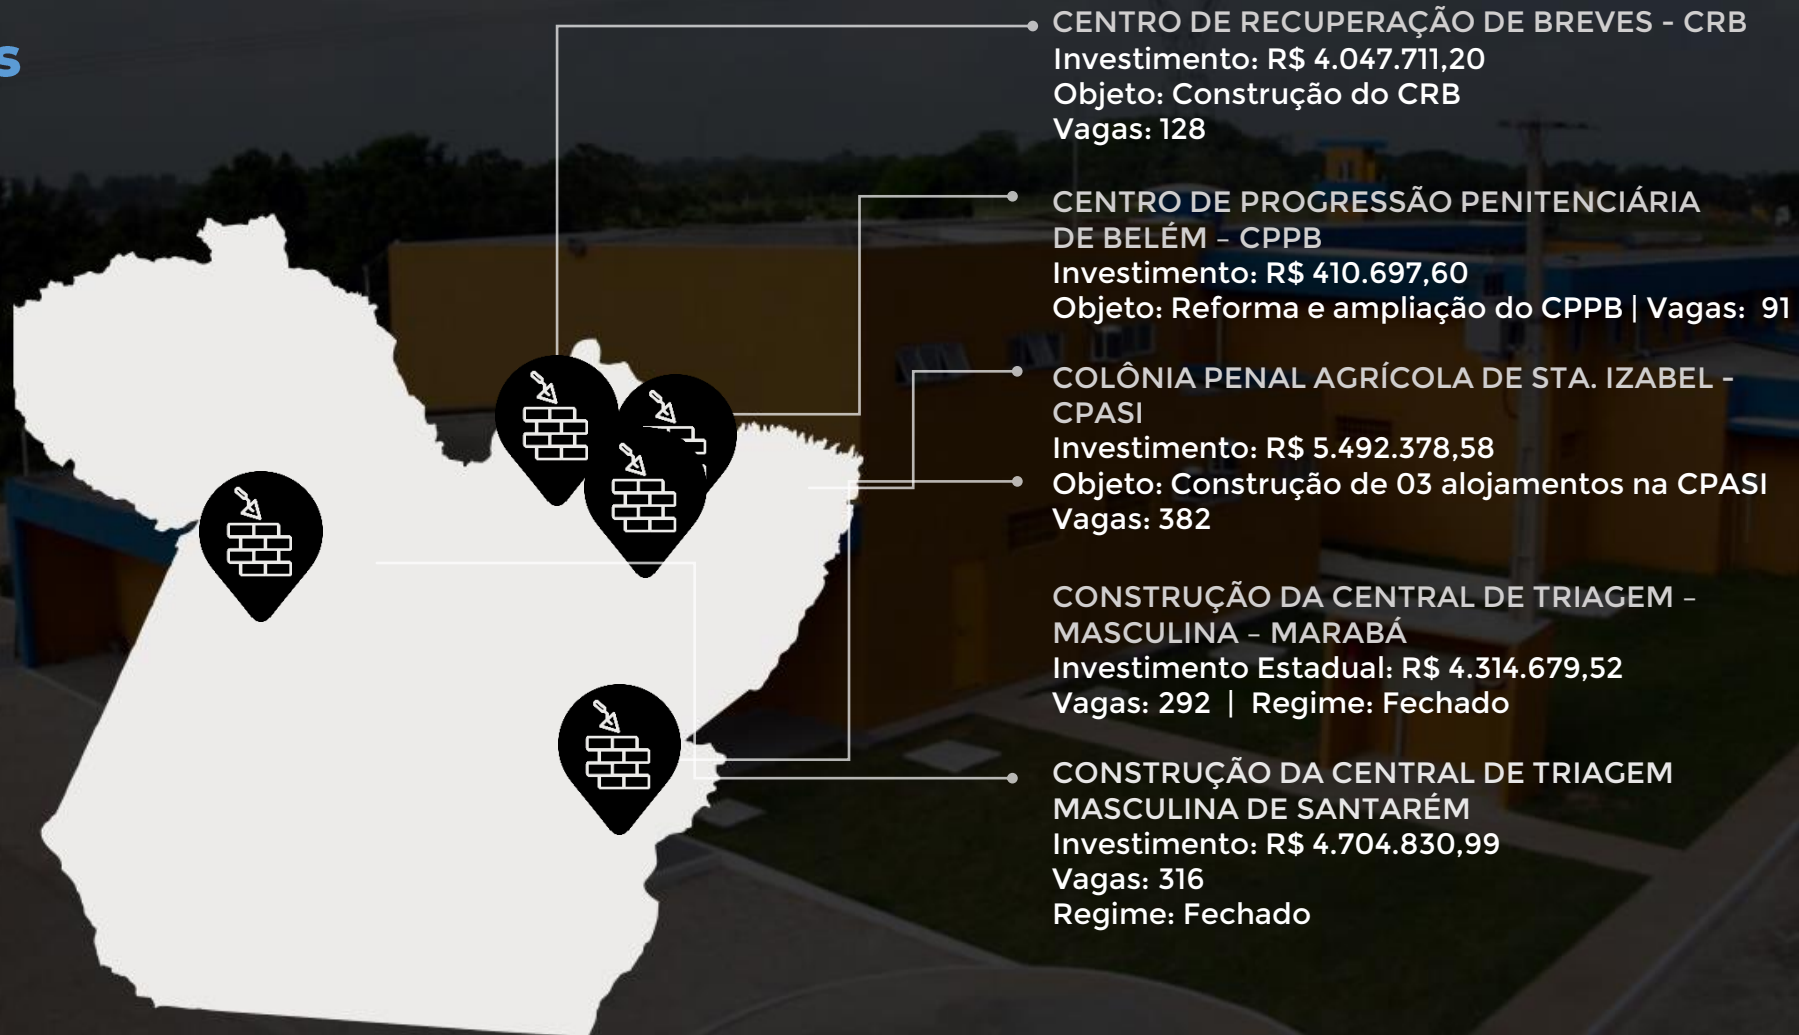 CENTRO DE RECUPERAÇÃO DE BREVES - CRB
Investimento: R$ 4.047.711,20
Objeto: Construção do CRB
Vagas: 128
CENTRO DE PROGRESSÃO PENITENCIÁRIA
DE BELÉM – CPPB
Investimento: R$ 410.697,60
Objeto: Reforma e ampliação do CPPB | Vagas: 91
COLÔNIA PENAL AGRÍCOLA DE STA. IZABEL -
CPASI
Investimento: R$ 5.492.378,58
Objeto: Construção de 03 alojamentos na CPASI
Vagas: 382
CONSTRUÇÃO DA CENTRAL DE TRIAGEM –
MASCULINA – MARABÁ
Investimento Estadual: R$ 4.314.679,52
Vagas: 292 | Regime: Fechado
CONSTRUÇÃO DA CENTRAL DE TRIAGEM
MASCULINA DE SANTARÉM
Investimento: R$ 4.704.830,99
Vagas: 316
Regime: Fechado